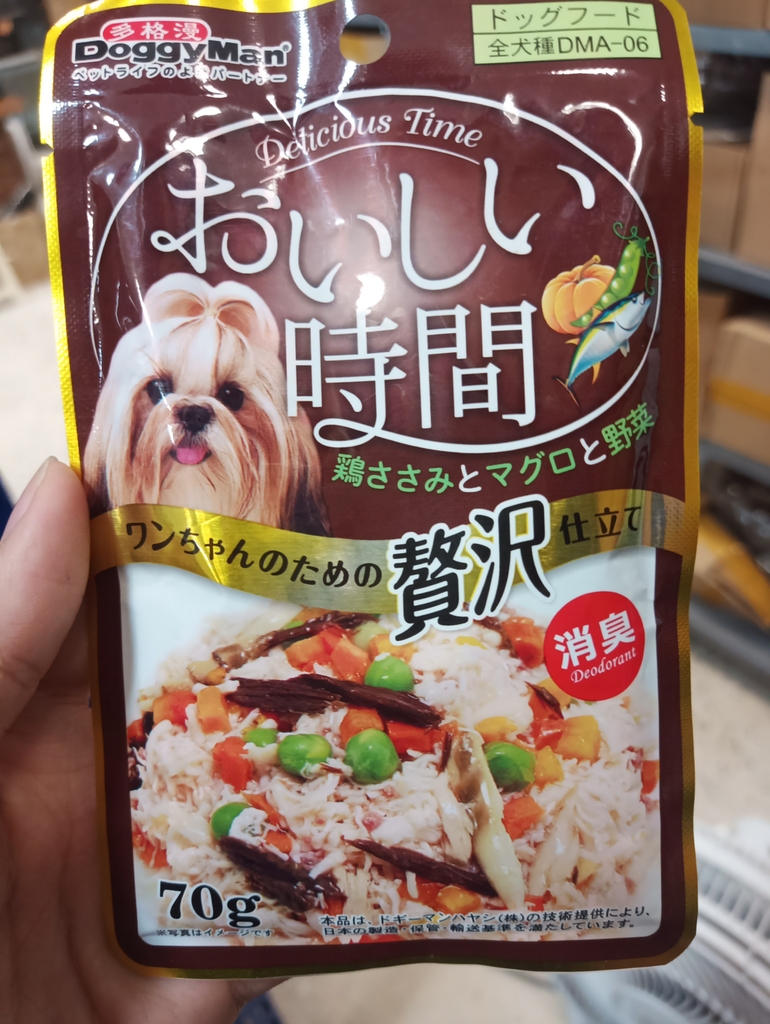 多格漫
DoggyMan®
ペットライフのよきパートナー
ドッグフード
全犬種DMA-06
Delicious Time
おいしい
時間
鶏ささみとマグロと野菜
ワンちゃんのための贅沢仕立て
消臭
Deodorant
70g
※写真はイメージです
本品は、ドギーマンハヤシ(株)の技術提供により、
日本の製造・保管・輸送基準を満たしています。